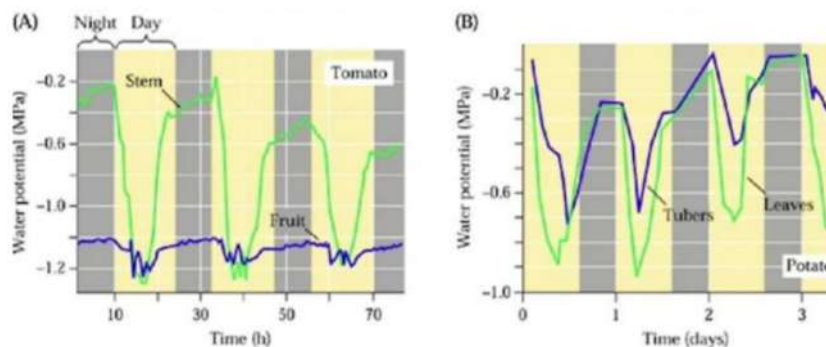 (A)
Night Day
Tomato
Stem
Fruit
Water potential (MPa)
−0.2
−0.6
−1.0
−1.2
10
30
50
70
Time (h)
(B)
Tubers
Leaves
Water potential (MPa)
−0.2
−0.6
−1.0
0
1
2
3
Time (days)